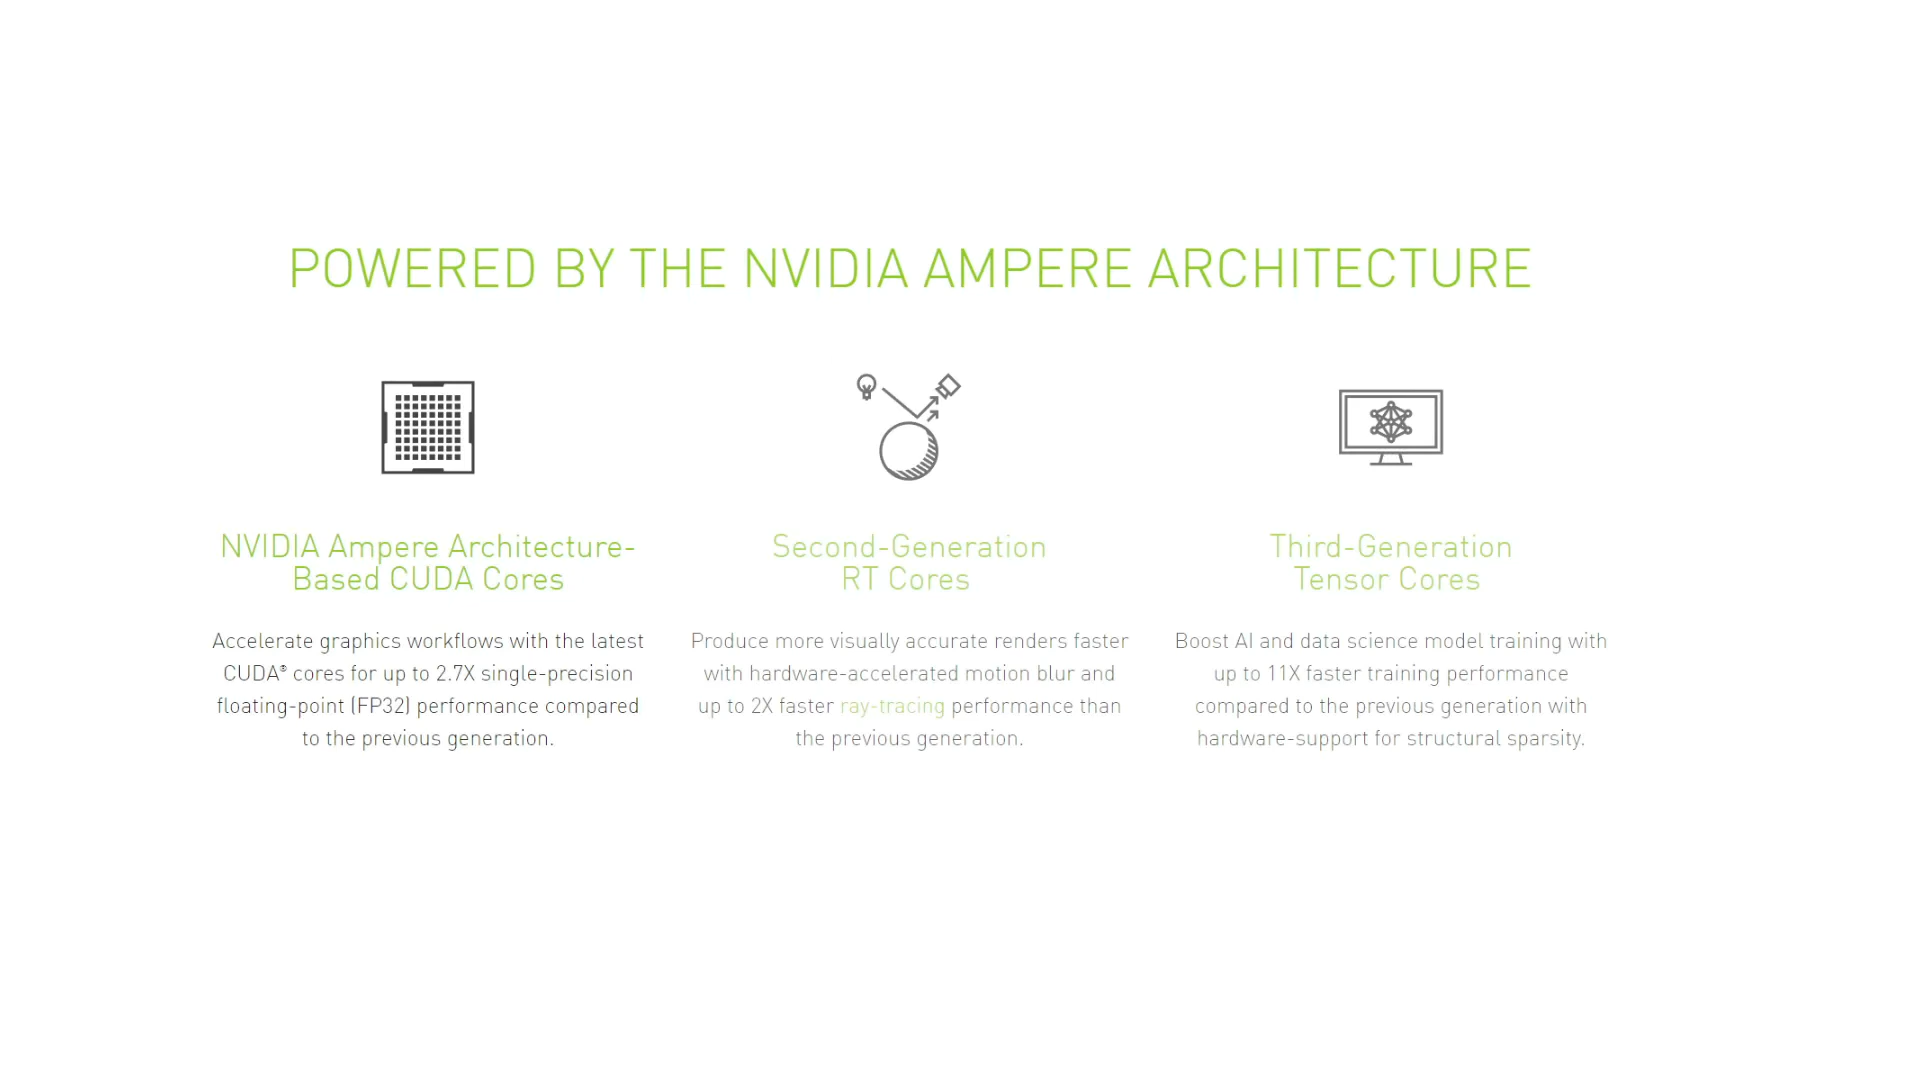 POWERED BY THE NVIDIA AMPERE ARCHITECTURE
NVIDIA Ampere Architecture-
Based CUDA Cores
Accelerate graphics workflows with the latest
CUDA® cores for up to 2.7X single-precision
floating-point (FP32) performance compared
to the previous generation.
Second-Generation
RT Cores
Produce more visually accurate renders faster
with hardware-accelerated motion blur and
up to 2X faster ray-tracing performance than
the previous generation.
Third-Generation
Tensor Cores
Boost AI and data science model training with
up to 11X faster training performance
compared to the previous generation with
hardware-support for structural sparsity.